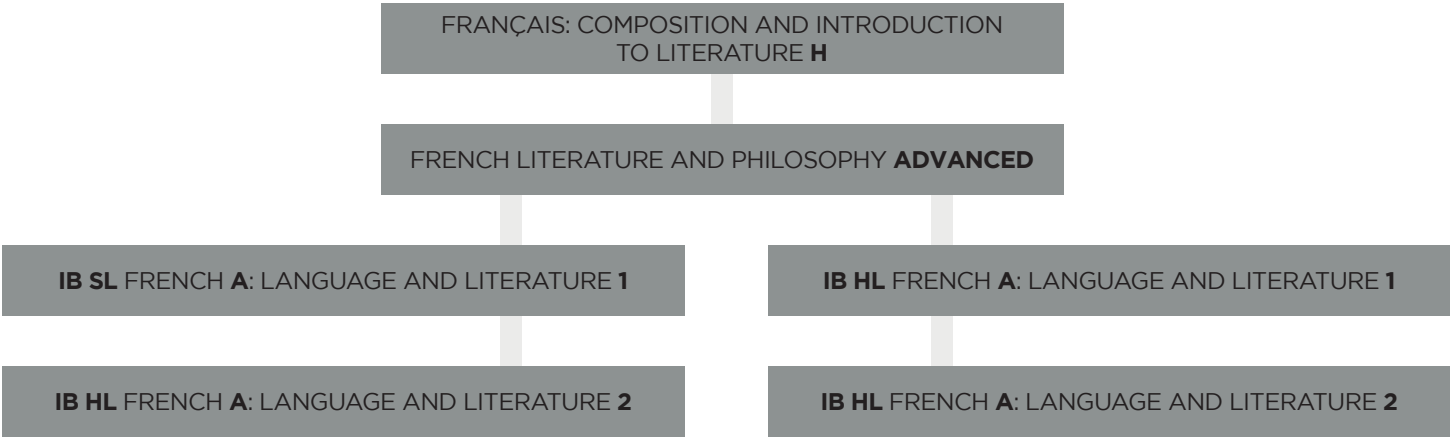 FRANÇAIS: COMPOSITION AND INTRODUCTION
TO LITERATURE H
FRENCH LITERATURE AND PHILOSOPHY ADVANCED
IB SL FRENCH A: LANGUAGE AND LITERATURE 1
IB HL FRENCH A: LANGUAGE AND LITERATURE 1
IB HL FRENCH A: LANGUAGE AND LITERATURE 2
IB HL FRENCH A: LANGUAGE AND LITERATURE 2